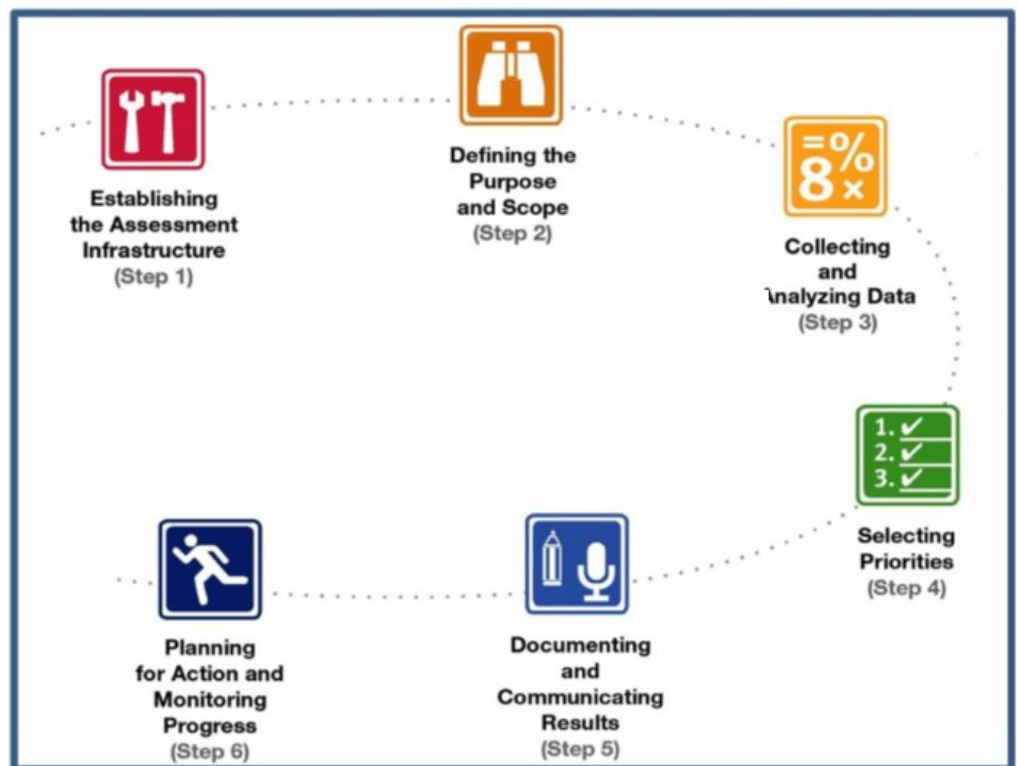 Establishing
the Assessment
Infrastructure
(Step 1)
Defining the
Purpose
and Scope
(Step 2)
=%
8×
Collecting
and
Analyzing Data
(Step 3)
1. ✓
2. ✓
3. ✓
Selecting
Priorities
(Step 4)
Documenting
and
Communicating
Results
(Step 5)
Planning
for Action and
Monitoring
Progress
(Step 6)